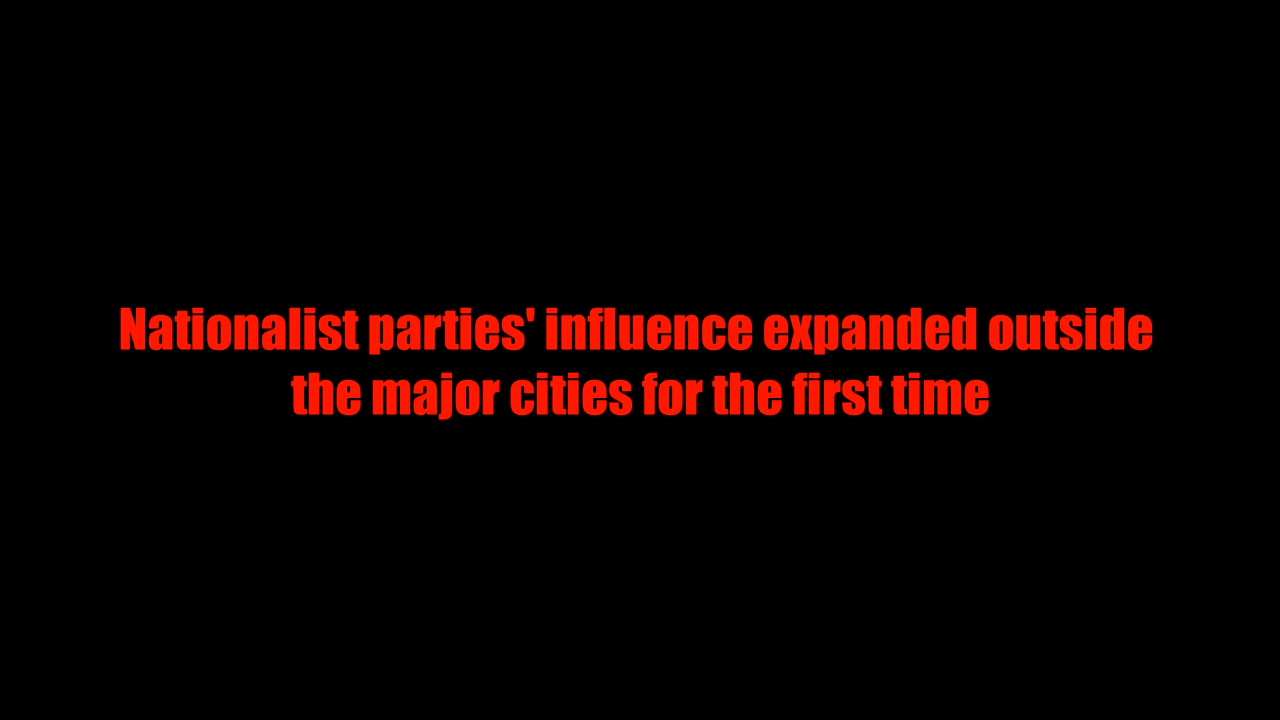 Nationalist parties' influence expanded outside
the major cities for the first time